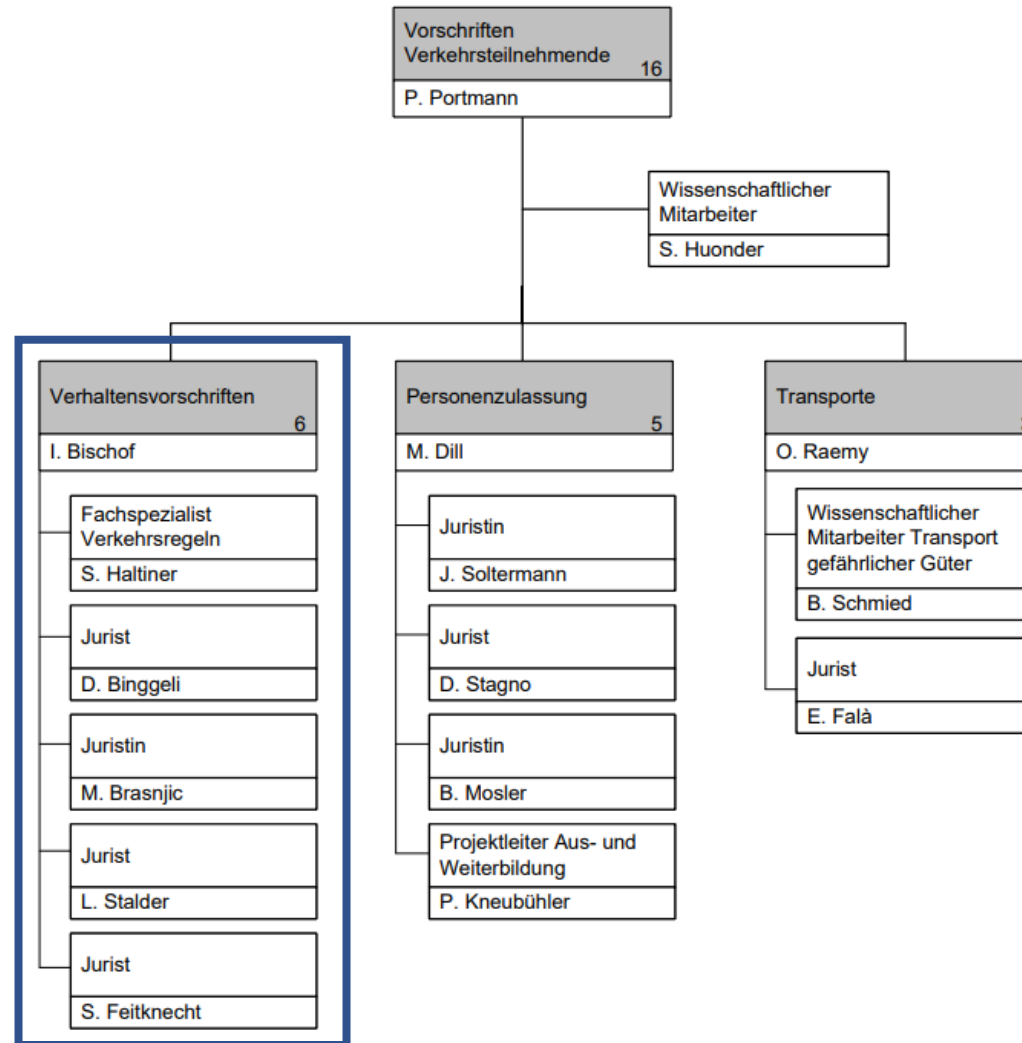 Vorschriften
Verkehrsteilnehmende
16
P. Portmann
Wissenschaftlicher
Mitarbeiter
S. Huonder
Verhaltensvorschriften
6
I. Bischof
Fachspezialist
Verkehrsregeln
S. Haltiner
Jurist
D. Binggeli
Juristin
M. Brasnjic
Jurist
L. Stalder
Jurist
S. Feitknecht
Personenzulassung
5
M. Dill
Juristin
J. Soltermann
Jurist
D. Stagno
Juristin
B. Mosler
Projektleiter Aus- und
Weiterbildung
P. Kneubühler
Transporte
O. Raemy
Wissenschaftlicher
Mitarbeiter Transport
gefährlicher Güter
B. Schmied
Jurist
E. Falà